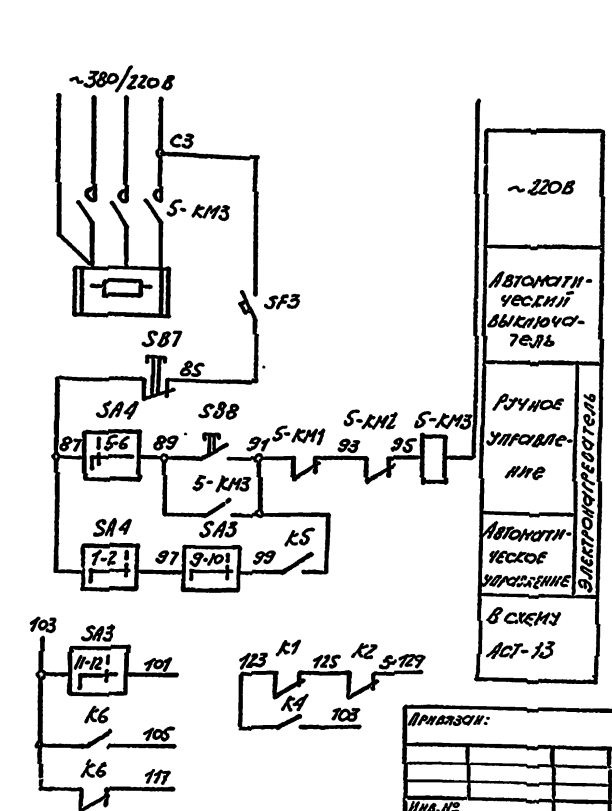 ~380/220В
С3
5-КМ3
SF3
SB7
85
SA4
5-6
87
89
SB8
91
5-КМ1
93
5-КМ2
95
5-КМ3
5-КМ3
SA4
1-2
97
SA3
9-10
99
К5
~220В
Автомати-
ческий
выключа-
тель
Ручное
управле-
ние
Автомати-
ческое
управление
Электронагреватель
В схему
АСТ-13
103
SA3
11-12
101
К6
105
К6
117
123
К1
125
К2
5-129
К4
103
Привязан:
Инв.№